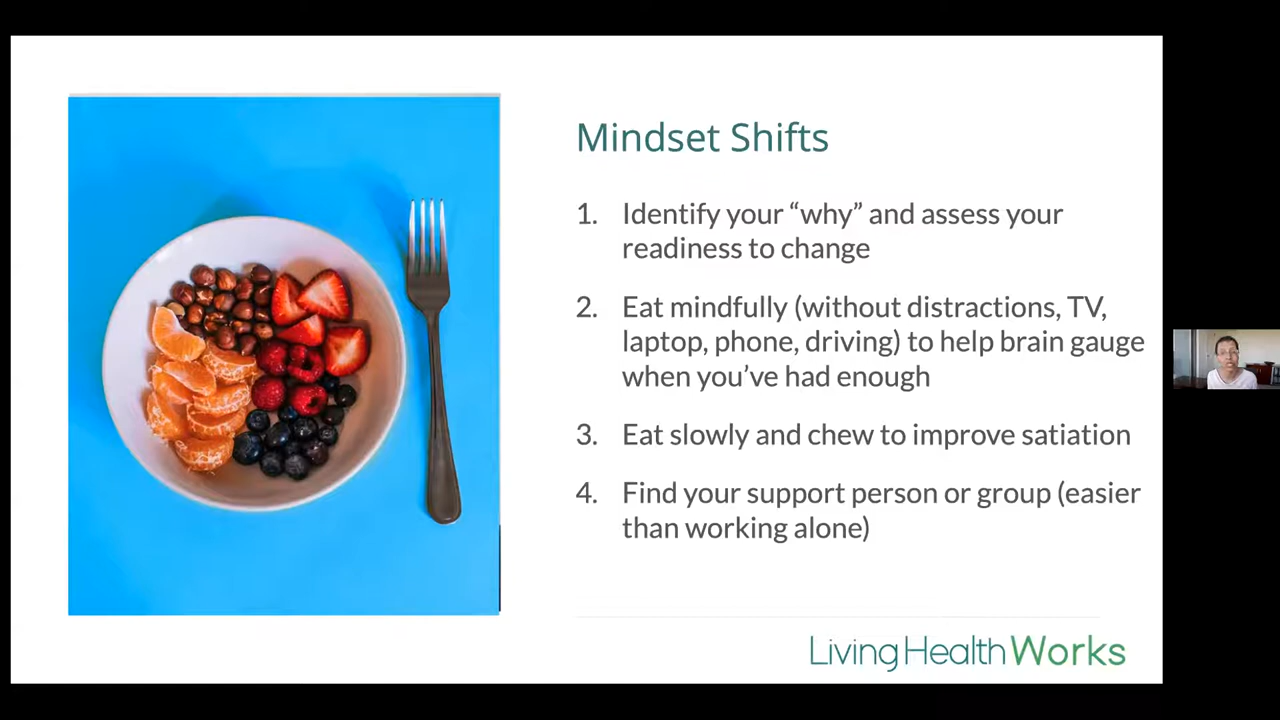 Mindset Shifts
1. Identify your “why” and assess your
readiness to change
2. Eat mindfully (without distractions, TV,
laptop, phone, driving) to help brain gauge
when you’ve had enough
3. Eat slowly and chew to improve satiation
4. Find your support person or group (easier
than working alone)
LivingHealthWorks